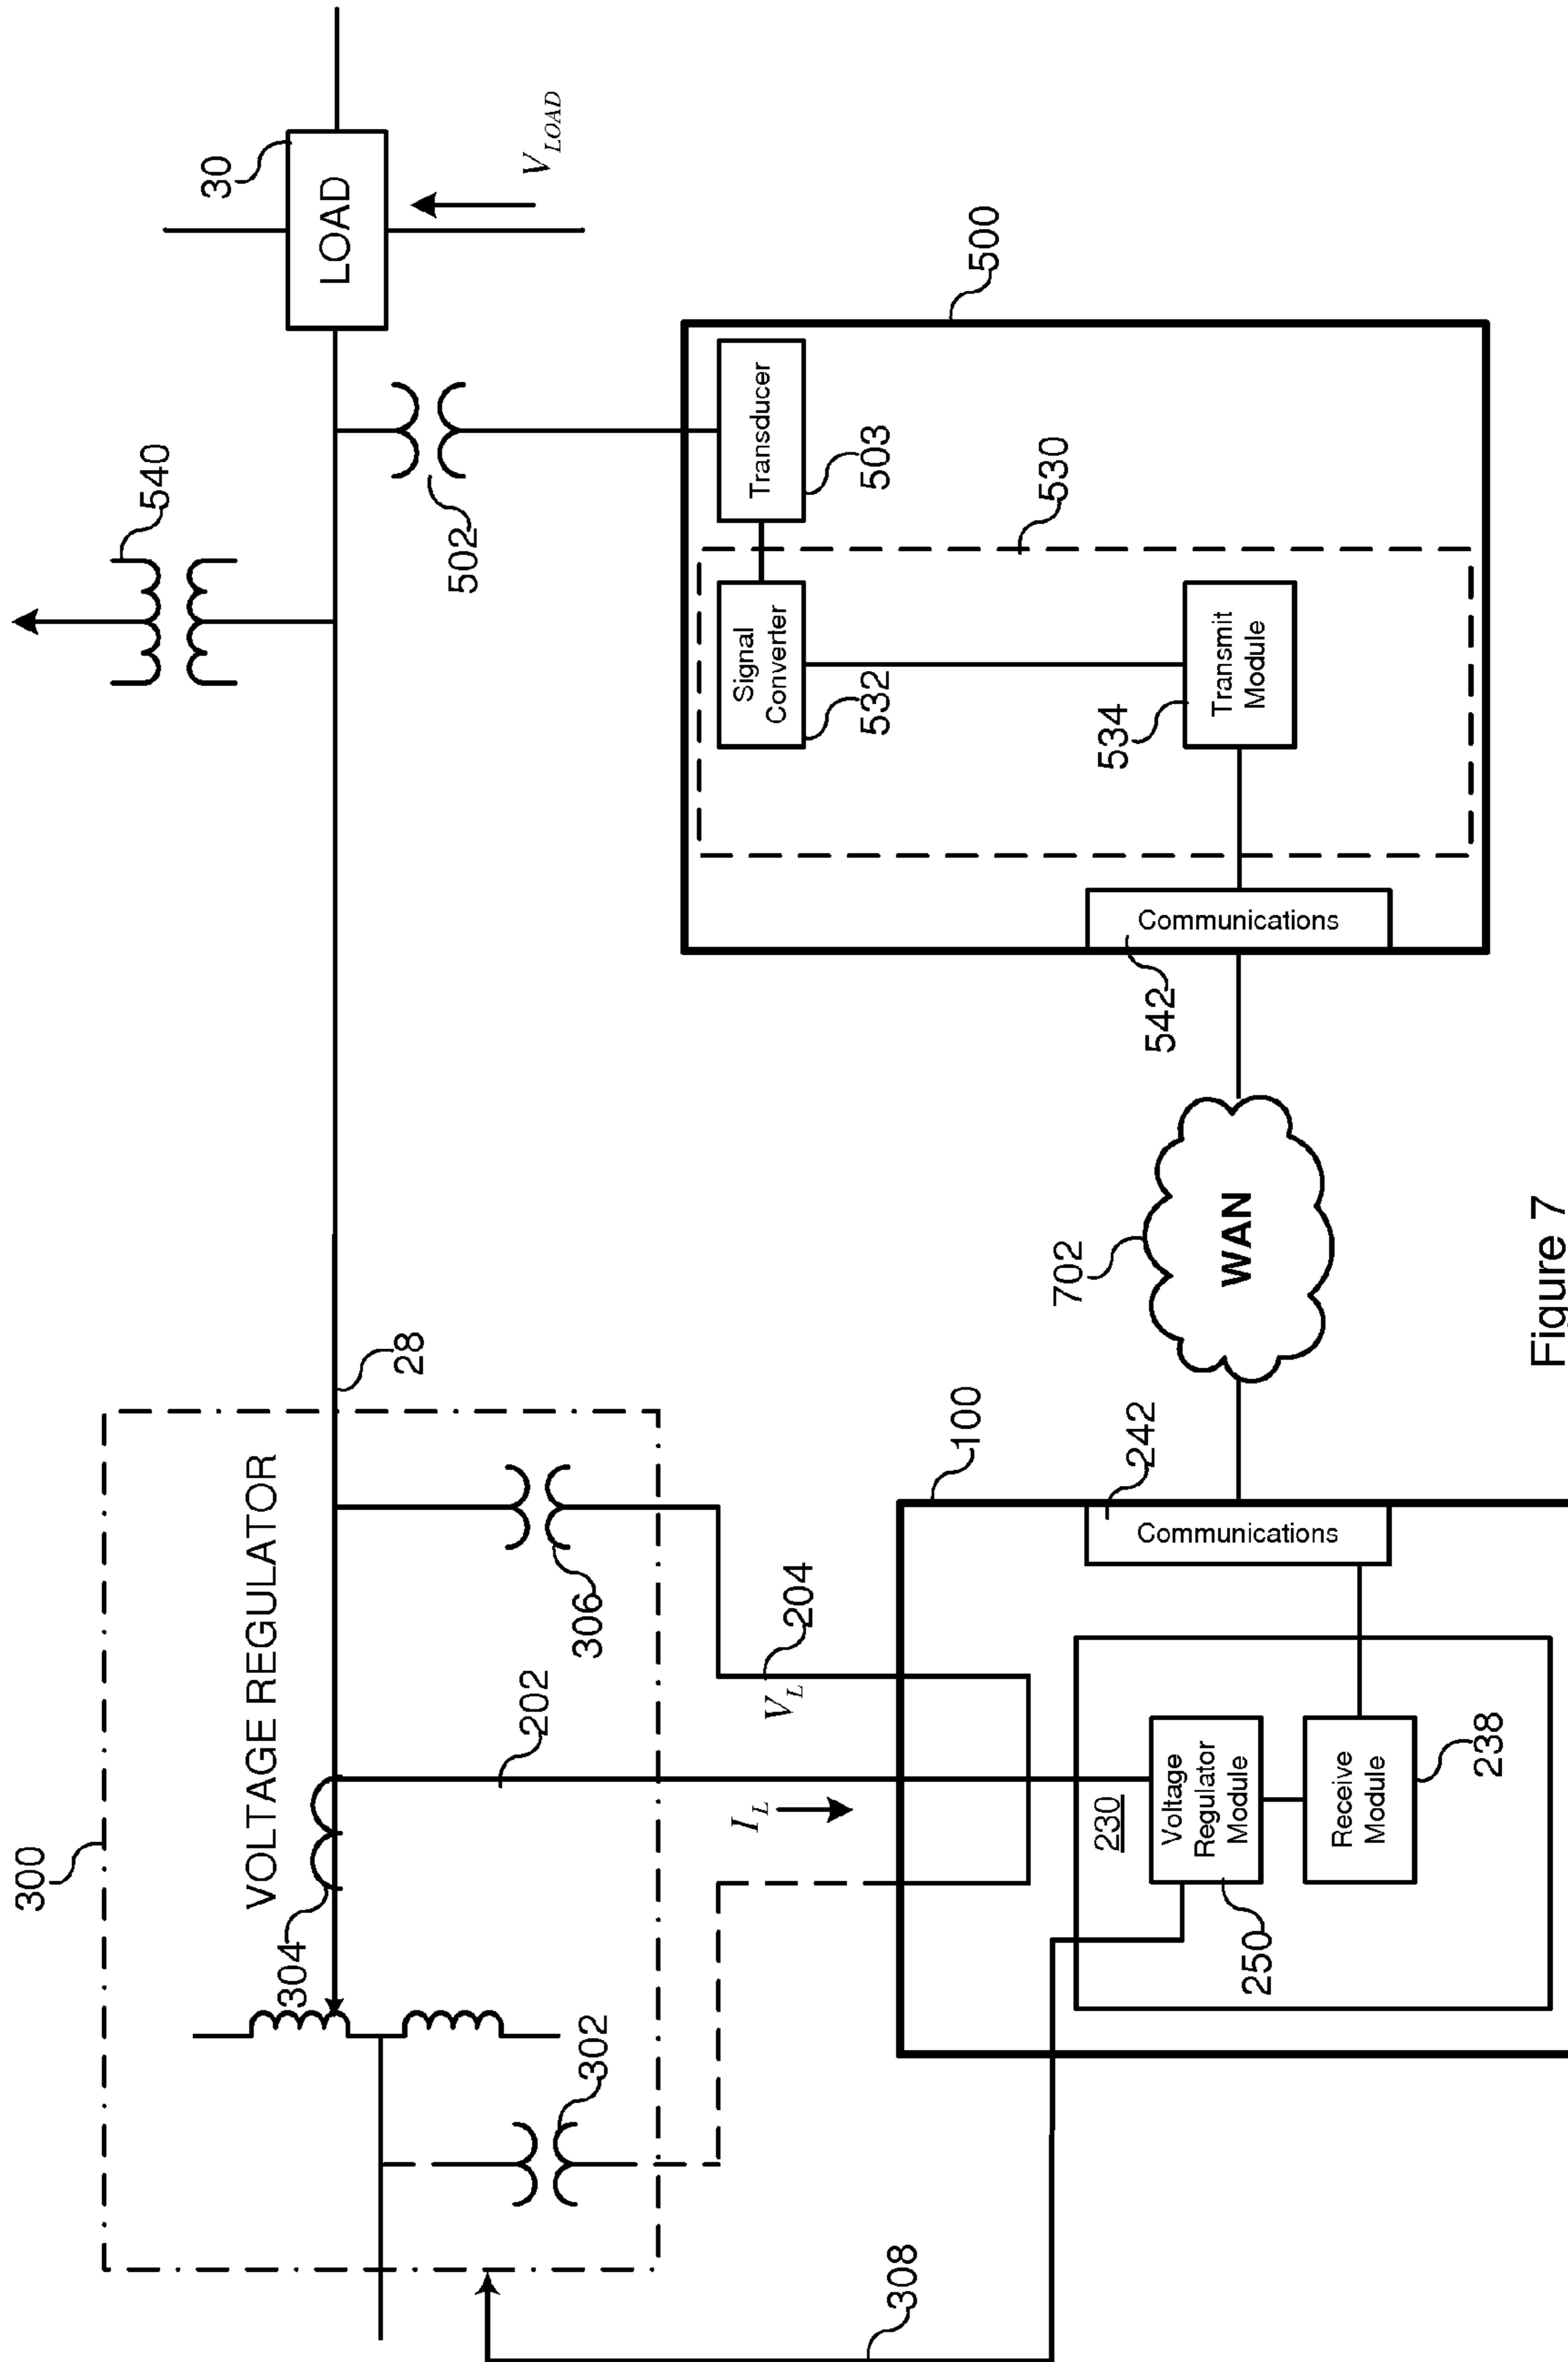 300
VOLTAGE REGULATOR
304
302
306
28
540
30
LOAD
V_LOAD
502
202
204
V_L
I_L
308
100
242
Communications
230
Voltage
Regulator
Module
250
Receive
Module
238
702
WAN
500
Transducer
503
530
Signal
Converter
532
534
Transmit
Module
Communications
542
Figure 7